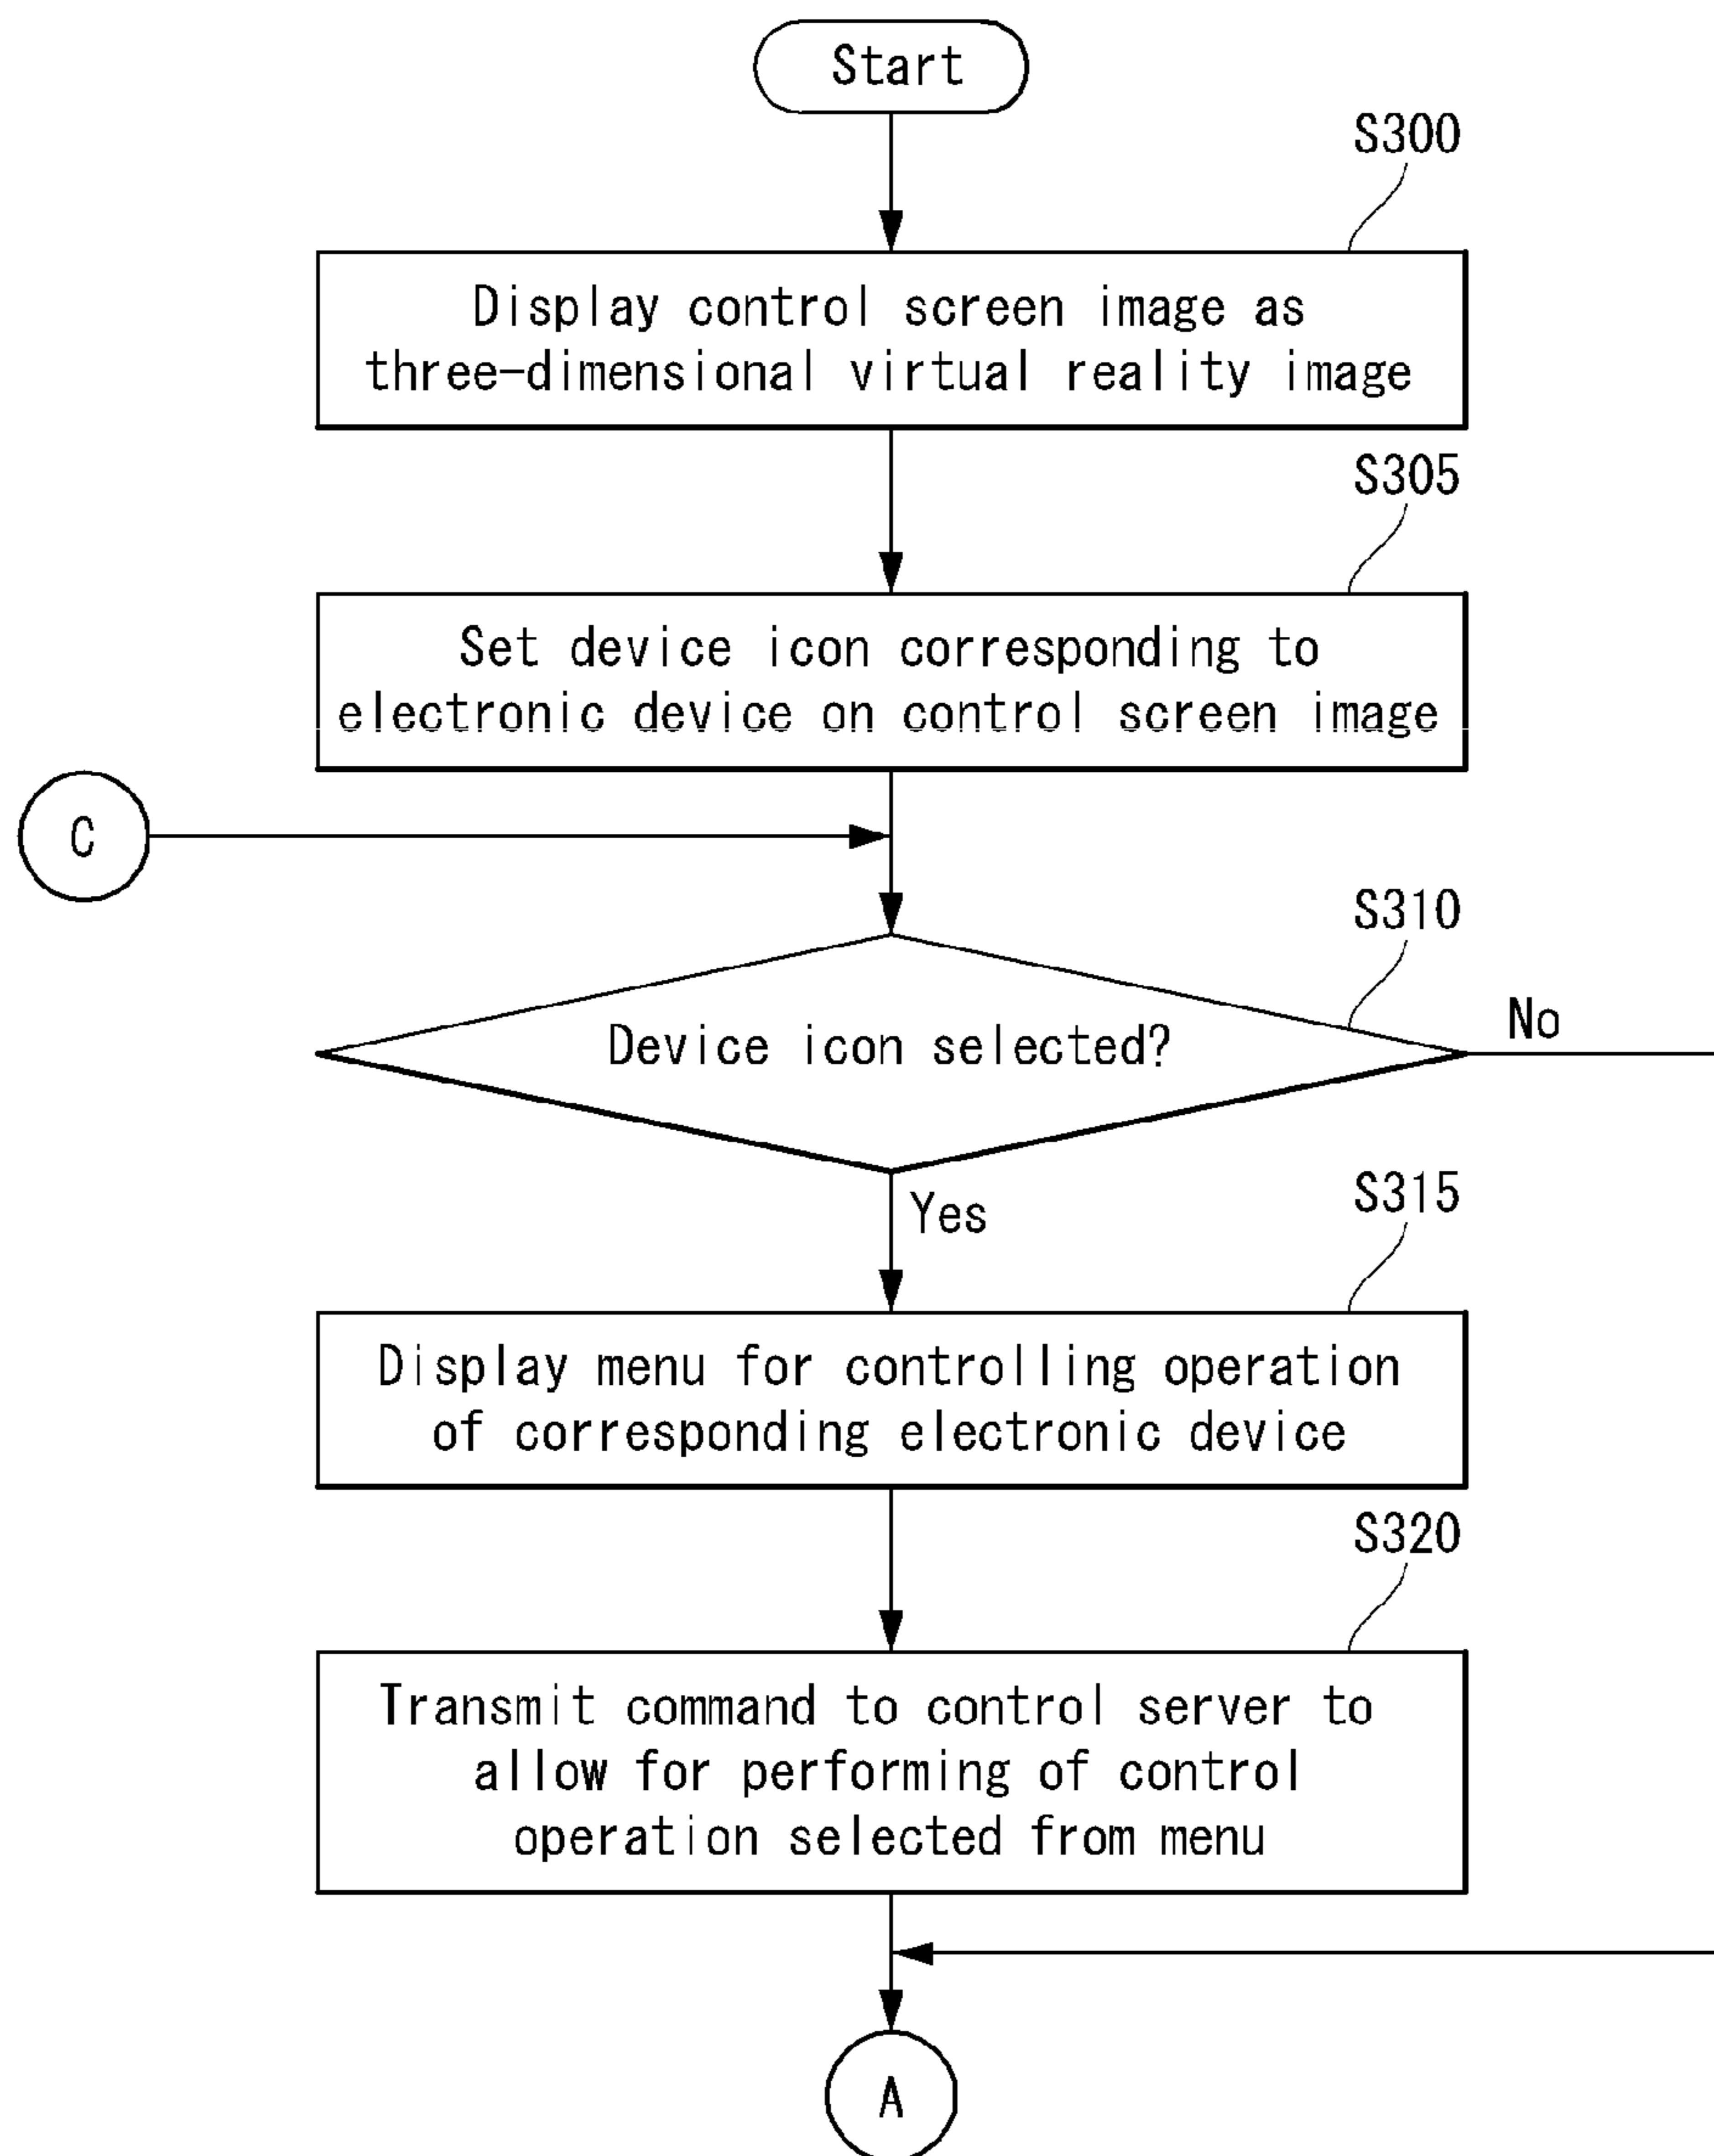 Start
S300
Display control screen image as
three-dimensional virtual reality image
S305
Set device icon corresponding to
electronic device on control screen image
C
S310
Device icon selected?
No
Yes
S315
Display menu for controlling operation
of corresponding electronic device
S320
Transmit command to control server to
allow for performing of control
operation selected from menu
A